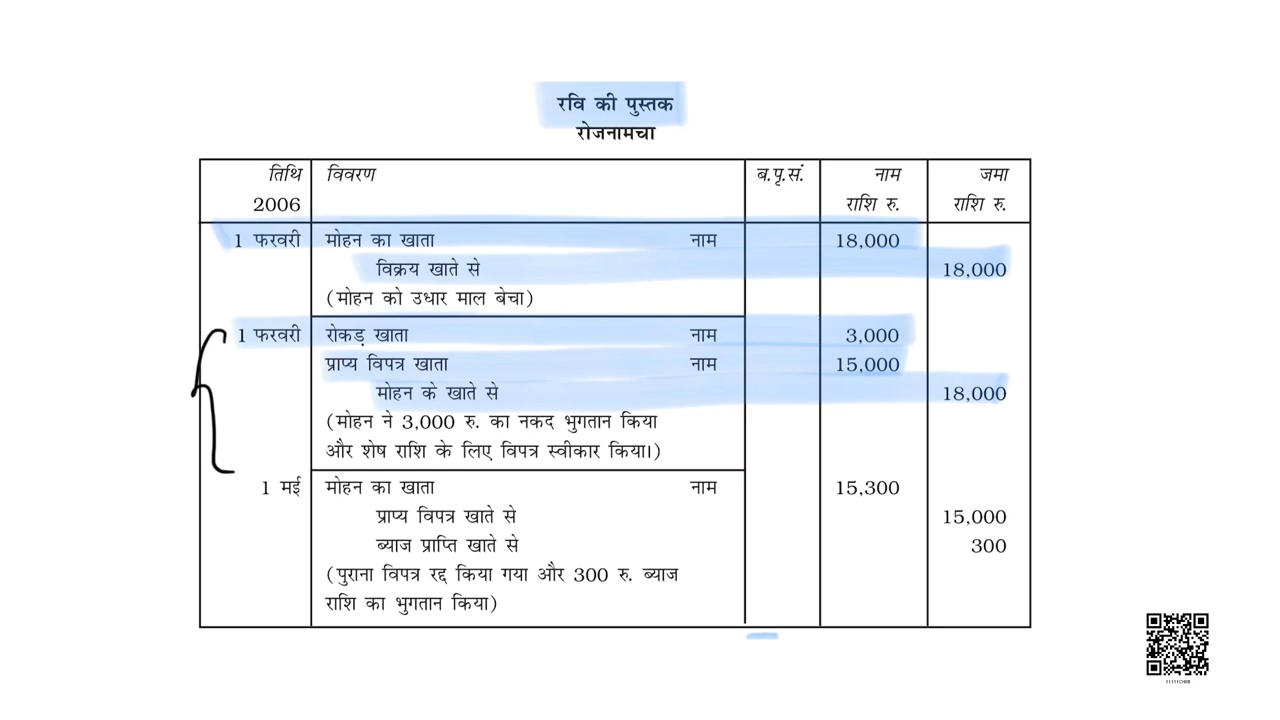 रवि की पुस्तक
रोजनामचा
तिथि विवरण ब.पृ.सं. नाम जमा
2006 राशि रु. राशि रु.
1 फरवरी मोहन का खाता नाम 18,000
विक्रय खाते से 18,000
(मोहन को उधार माल बेचा)
1 फरवरी रोकड़ खाता नाम 3,000
प्राप्य विपत्र खाता नाम 15,000
मोहन के खाते से 18,000
(मोहन ने 3,000 रु. का नकद भुगतान किया
और शेष राशि के लिए विपत्र स्वीकार किया।)
1 मई मोहन का खाता नाम 15,300
प्राप्य विपत्र खाते से 15,000
ब्याज प्राप्ति खाते से 300
(पुराना विपत्र रद्द किया गया और 300 रु. ब्याज
राशि का भुगतान किया)